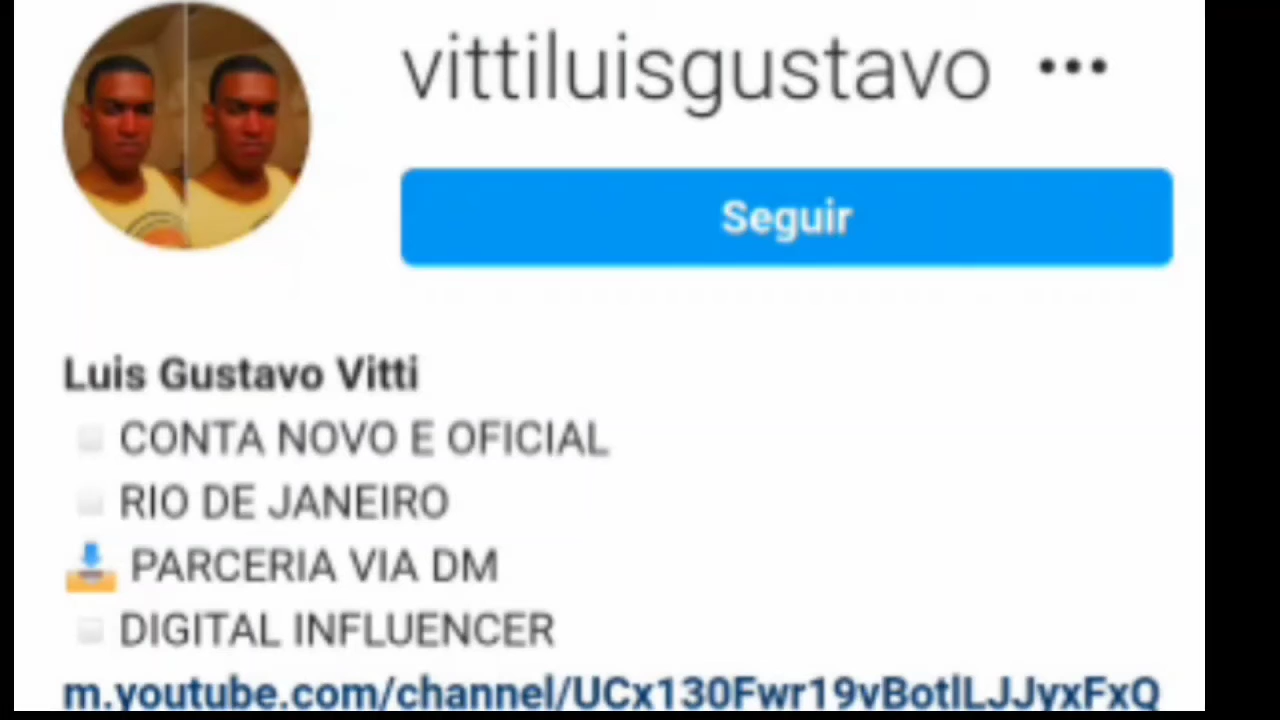 vittiluisgustavo
Seguir
Luis Gustavo Vitti
CONTA NOVO E OFICIAL
RIO DE JANEIRO
PARCERIA VIA DM
DIGITAL INFLUENCER
m.youtube.com/channel/UCx130Fwr19vBotlLJJyxFxQ